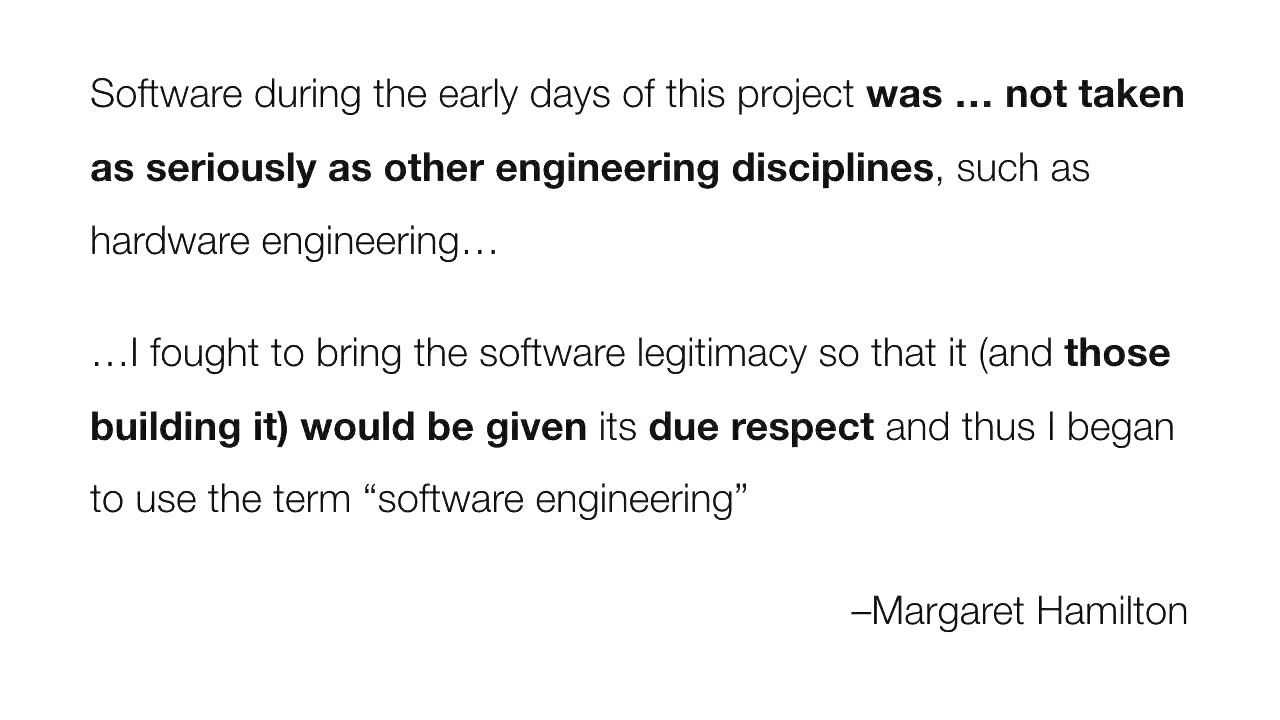 Software during the early days of this project was … not taken
as seriously as other engineering disciplines, such as
hardware engineering…
…I fought to bring the software legitimacy so that it (and those
building it) would be given its due respect and thus I began
to use the term “software engineering”
–Margaret Hamilton